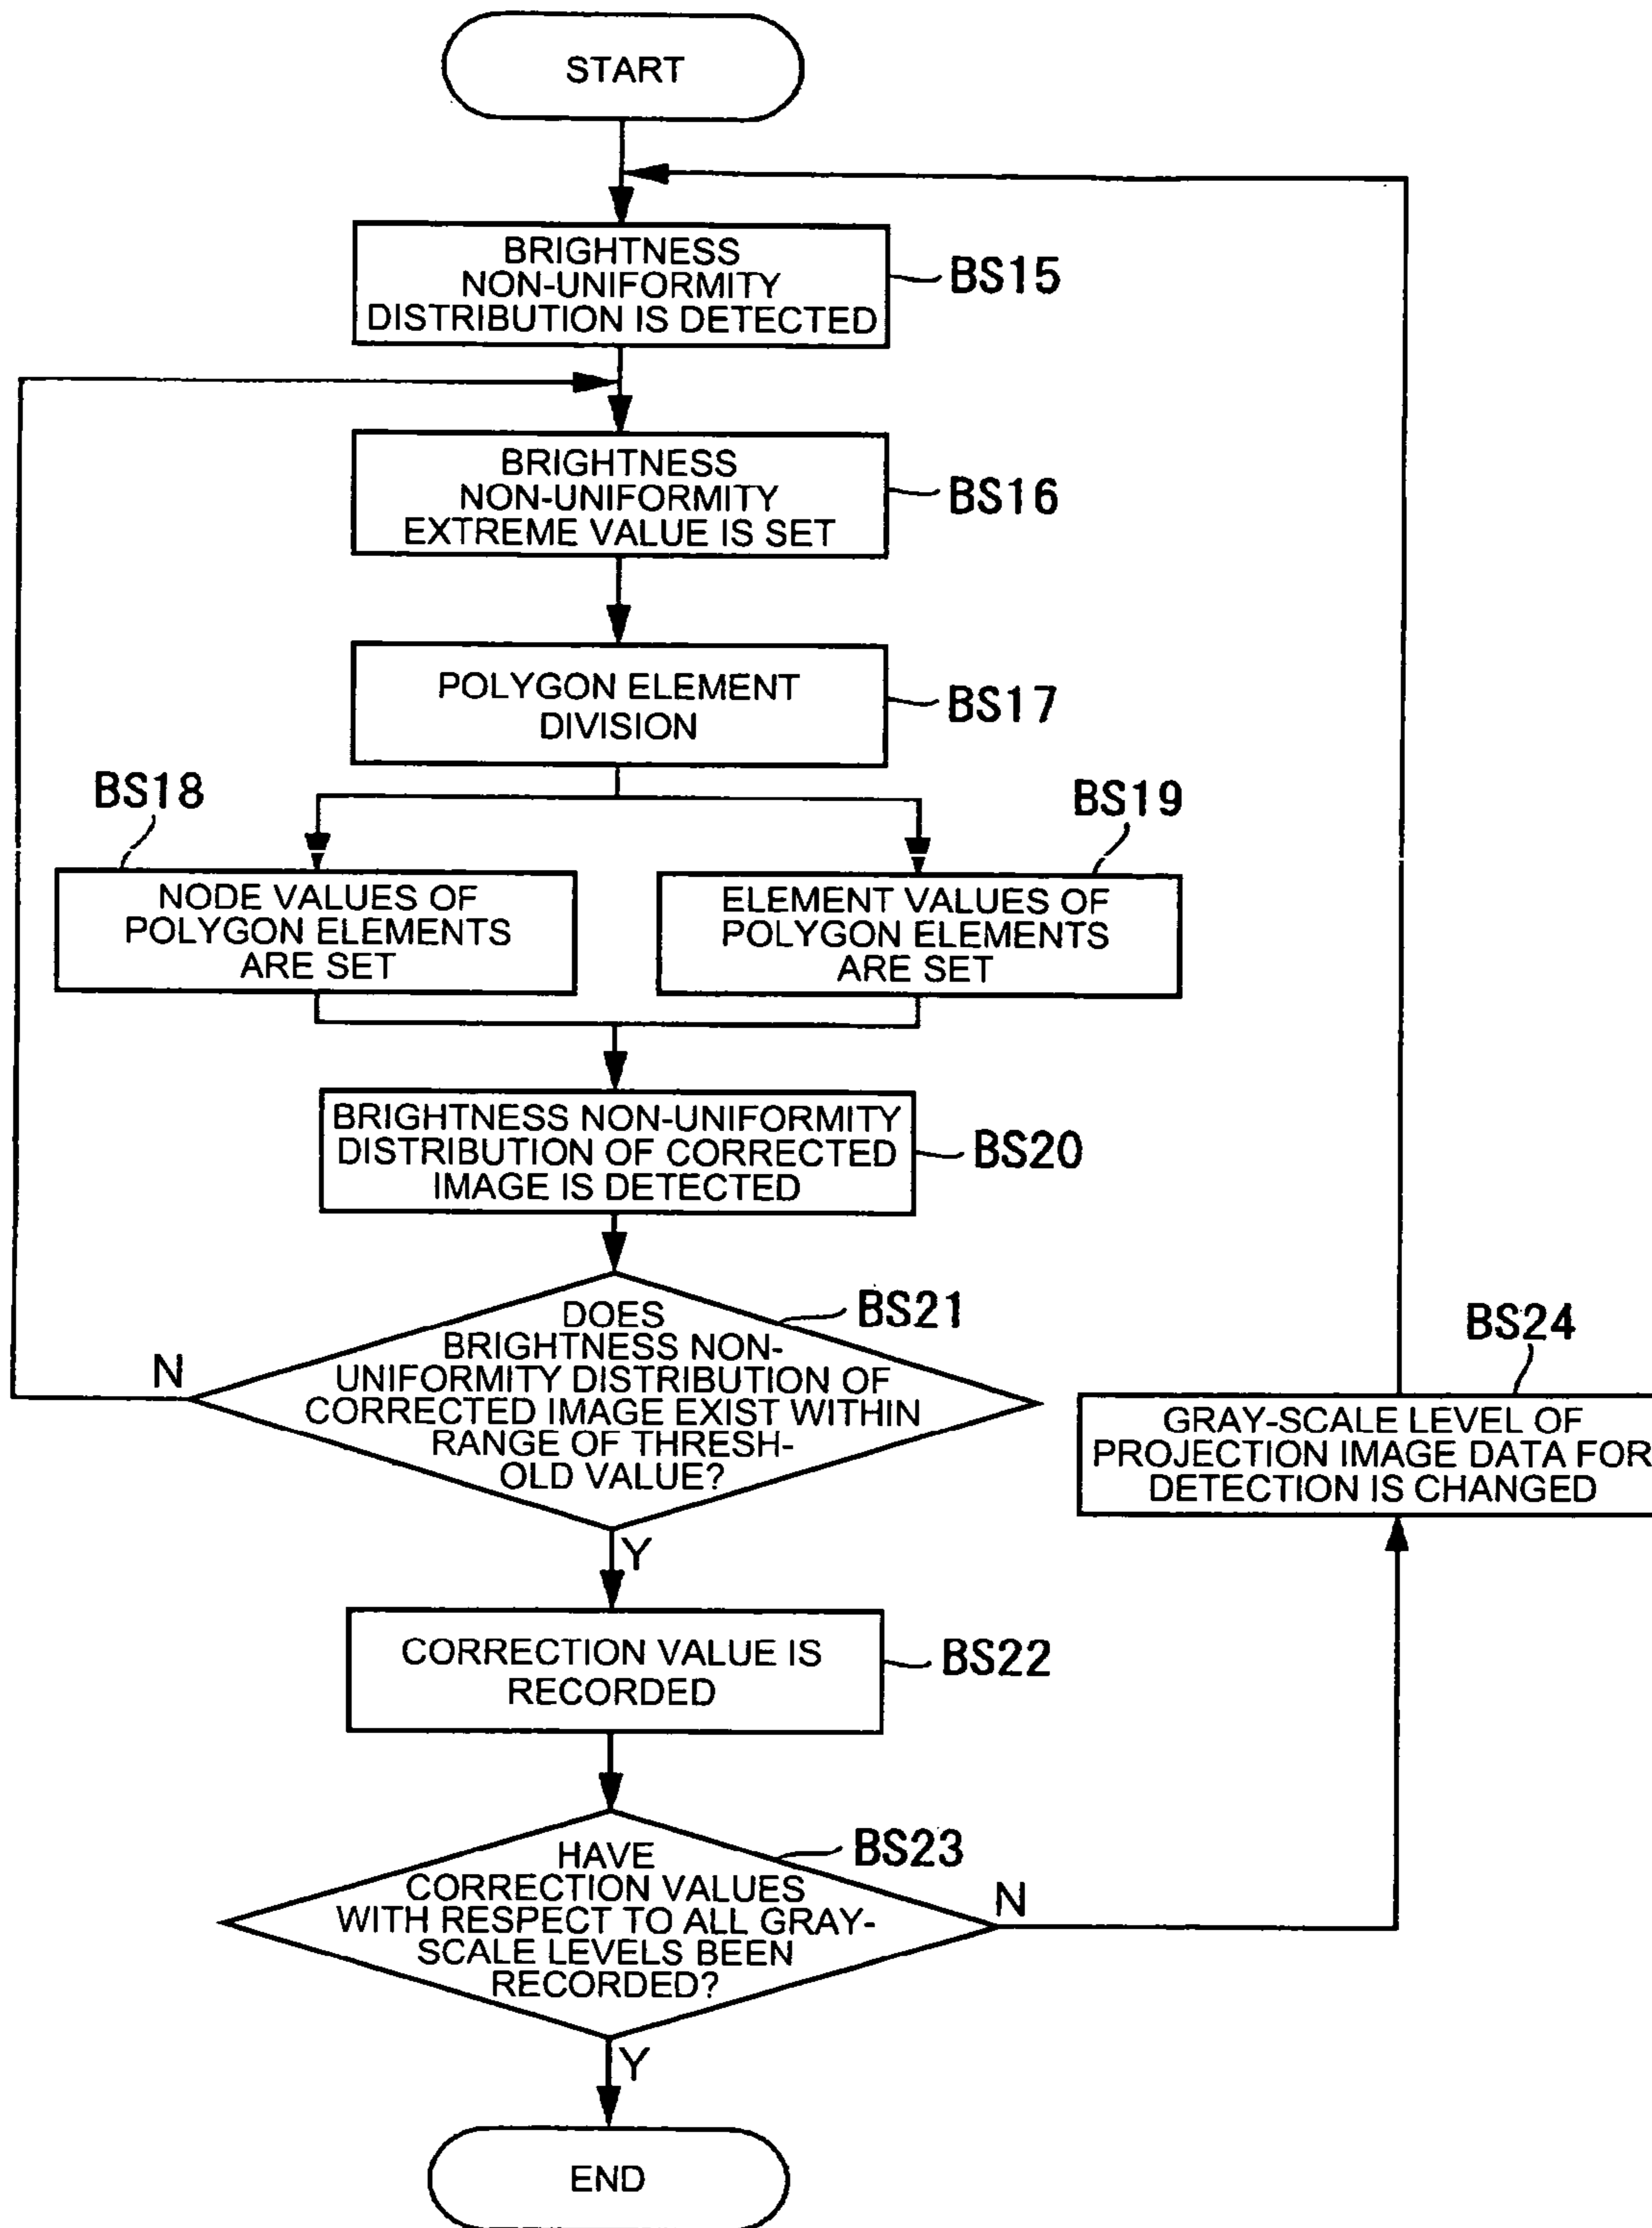 START
BRIGHTNESS
NON-UNIFORMITY
DISTRIBUTION IS DETECTED
BS15
BRIGHTNESS
NON-UNIFORMITY
EXTREME VALUE IS SET
BS16
POLYGON ELEMENT
DIVISION
BS17
BS18
NODE VALUES OF
POLYGON ELEMENTS
ARE SET
BS19
ELEMENT VALUES OF
POLYGON ELEMENTS
ARE SET
BRIGHTNESS NON-UNIFORMITY
DISTRIBUTION OF CORRECTED
IMAGE IS DETECTED
BS20
DOES
BRIGHTNESS NON-
UNIFORMITY DISTRIBUTION OF
CORRECTED IMAGE EXIST WITHIN
RANGE OF THRESH-
OLD VALUE?
BS21
N
Y
BS24
GRAY-SCALE LEVEL OF
PROJECTION IMAGE DATA FOR
DETECTION IS CHANGED
CORRECTION VALUE IS
RECORDED
BS22
HAVE
CORRECTION VALUES
WITH RESPECT TO ALL GRAY-
SCALE LEVELS BEEN
RECORDED?
BS23
N
Y
END